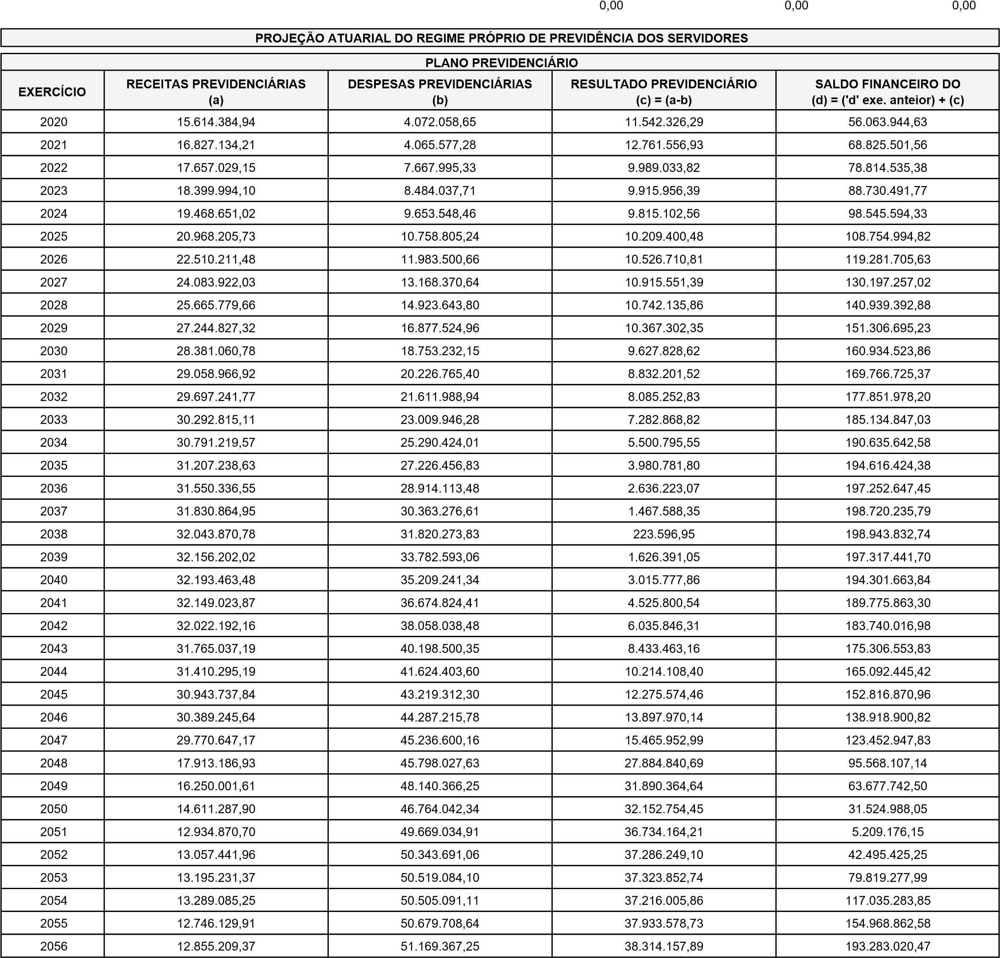 0,00 0,00 0,00
PROJEÇÃO ATUARIAL DO REGIME PRÓPRIO DE PREVIDÊNCIA DOS SERVIDORES
PLANO PREVIDENCIÁRIO
EXERCÍCIO RECEITAS PREVIDENCIÁRIAS (a) DESPESAS PREVIDENCIÁRIAS (b) RESULTADO PREVIDENCIÁRIO (c) = (a-b) SALDO FINANCEIRO DO (d) = ('d' exe. anteior) + (c)
2020 15.614.384,94 4.072.058,65 11.542.326,29 56.063.944,63
2021 16.827.134,21 4.065.577,28 12.761.556,93 68.825.501,56
2022 17.657.029,15 7.667.995,33 9.989.033,82 78.814.535,38
2023 18.399.994,10 8.484.037,71 9.915.956,39 88.730.491,77
2024 19.468.651,02 9.653.548,46 9.815.102,56 98.545.594,33
2025 20.968.205,73 10.758.805,24 10.209.400,48 108.754.994,82
2026 22.510.211,48 11.983.500,66 10.526.710,81 119.281.705,63
2027 24.083.922,03 13.168.370,64 10.915.551,39 130.197.257,02
2028 25.665.779,66 14.923.643,80 10.742.135,86 140.939.392,88
2029 27.244.827,32 16.877.524,96 10.367.302,35 151.306.695,23
2030 28.381.060,78 18.753.232,15 9.627.828,62 160.934.523,86
2031 29.058.966,92 20.226.765,40 8.832.201,52 169.766.725,37
2032 29.697.241,77 21.611.988,94 8.085.252,83 177.851.978,20
2033 30.292.815,11 23.009.946,28 7.282.868,82 185.134.847,03
2034 30.791.219,57 25.290.424,01 5.500.795,55 190.635.642,58
2035 31.207.238,63 27.226.456,83 3.980.781,80 194.616.424,38
2036 31.550.336,55 28.914.113,48 2.636.223,07 197.252.647,45
2037 31.830.864,95 30.363.276,61 1.467.588,35 198.720.235,79
2038 32.043.870,78 31.820.273,83 223.596,95 198.943.832,74
2039 32.156.202,02 33.782.593,06 1.626.391,05 197.317.441,70
2040 32.193.463,48 35.209.241,34 3.015.777,86 194.301.663,84
2041 32.149.023,87 36.674.824,41 4.525.800,54 189.775.863,30
2042 32.022.192,16 38.058.038,48 6.035.846,31 183.740.016,98
2043 31.765.037,19 40.198.500,35 8.433.463,16 175.306.553,83
2044 31.410.295,19 41.624.403,60 10.214.108,40 165.092.445,42
2045 30.943.737,84 43.219.312,30 12.275.574,46 152.816.870,96
2046 30.389.245,64 44.287.215,78 13.897.970,14 138.918.900,82
2047 29.770.647,17 45.236.600,16 15.465.952,99 123.452.947,83
2048 17.913.186,93 45.798.027,63 27.884.840,69 95.568.107,14
2049 16.250.001,61 48.140.366,25 31.890.364,64 63.677.742,50
2050 14.611.287,90 46.764.042,34 32.152.754,45 31.524.988,05
2051 12.934.870,70 49.669.034,91 36.734.164,21 5.209.176,15
2052 13.057.441,96 50.343.691,06 37.286.249,10 42.495.425,25
2053 13.195.231,37 50.519.084,10 37.323.852,74 79.819.277,99
2054 13.289.085,25 50.505.091,11 37.216.005,86 117.035.283,85
2055 12.746.129,91 50.679.708,64 37.933.578,73 154.968.862,58
2056 12.855.209,37 51.169.367,25 38.314.157,89 193.283.020,47